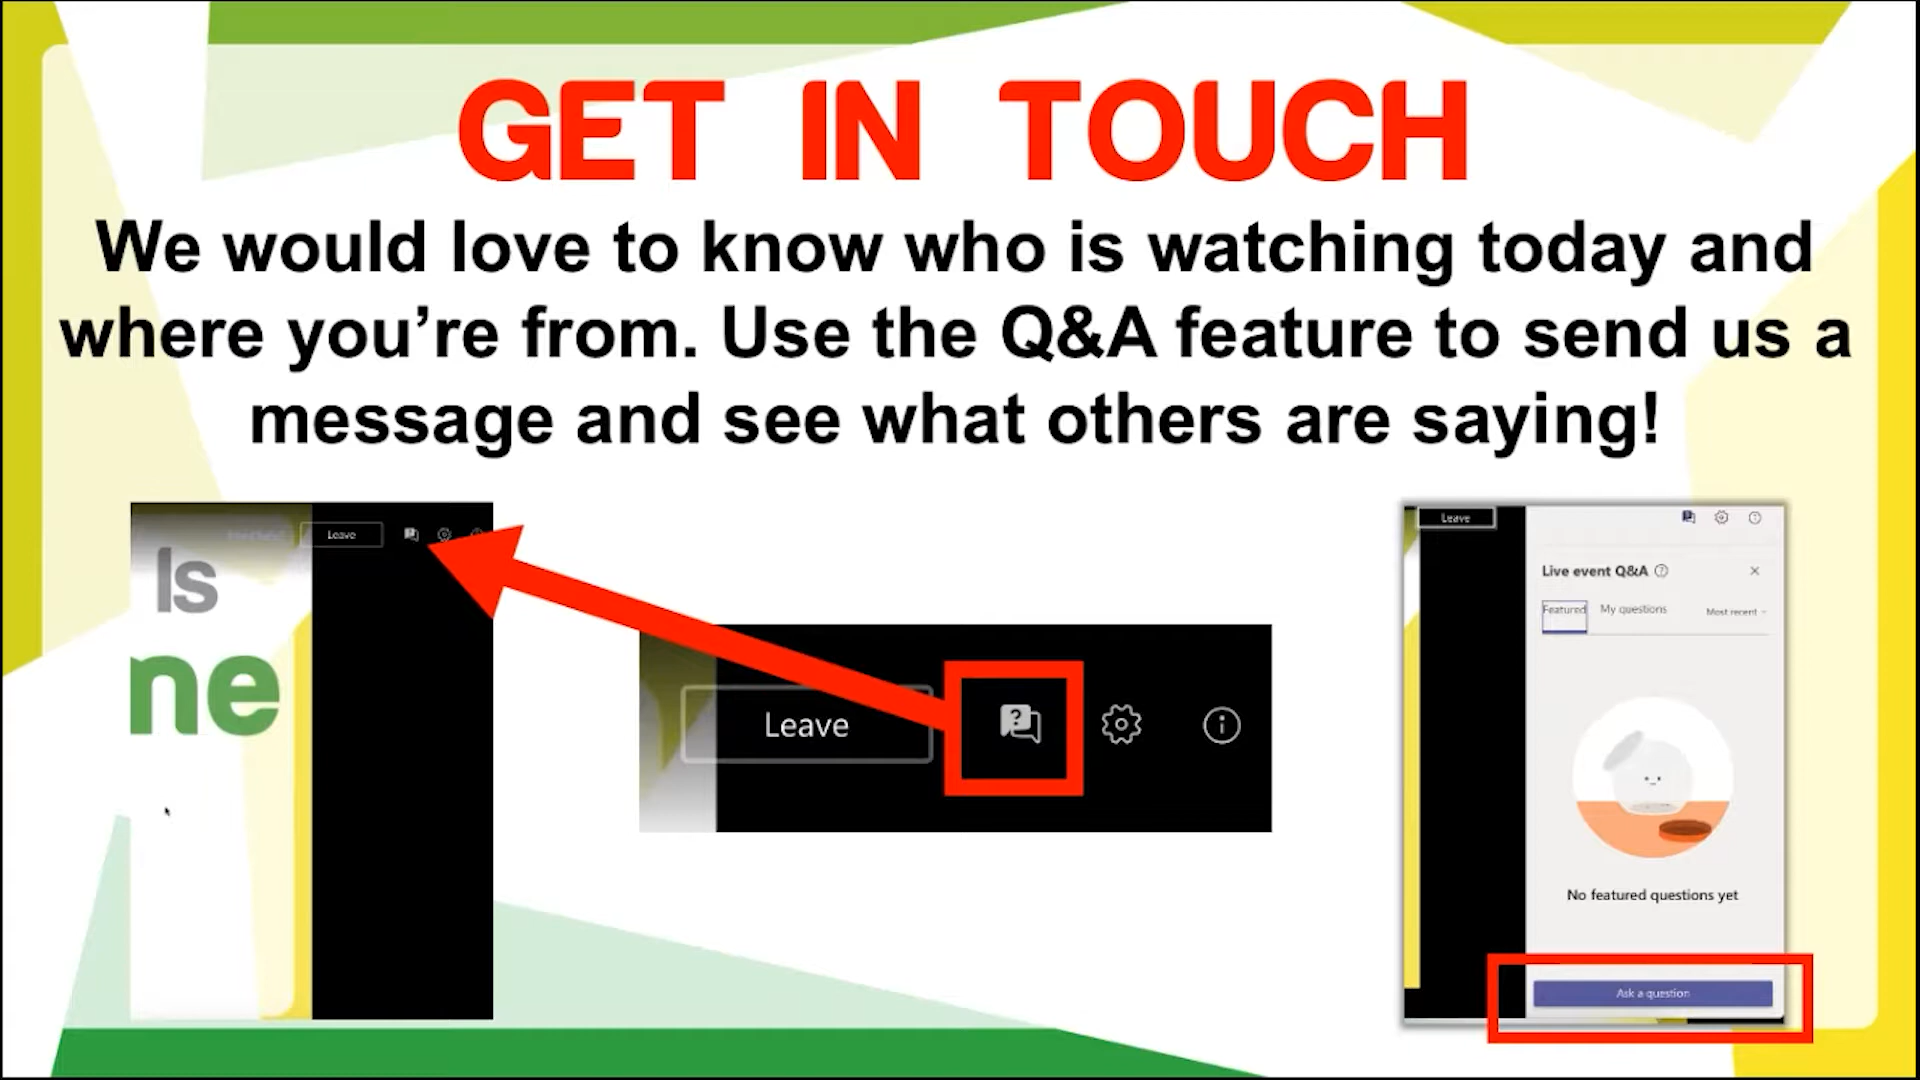 GET IN TOUCH
We would love to know who is watching today and
where you’re from. Use the Q&A feature to send us a
message and see what others are saying!
Leave
Is
ne
Leave
Leave
Live event Q&A
Featured My questions Most recent
No featured questions yet
Ask a question